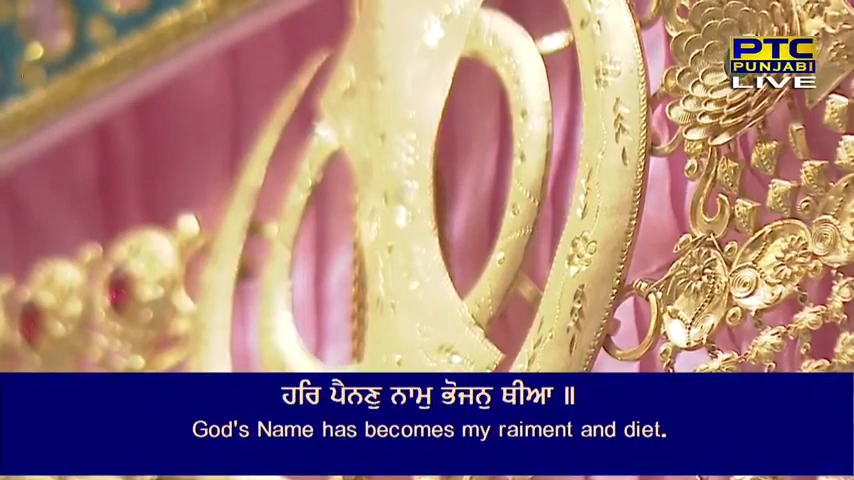 PTC
PUNJABI
LIVE
ਹਰਿ ਪੈਨਣੁ ਨਾਮੁ ਭੋਜਨੁ ਥੀਆ ॥
God's Name has becomes my raiment and diet.